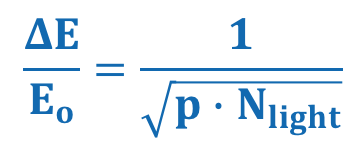 ΔE / E₀ = 1 / √(p · N_light)